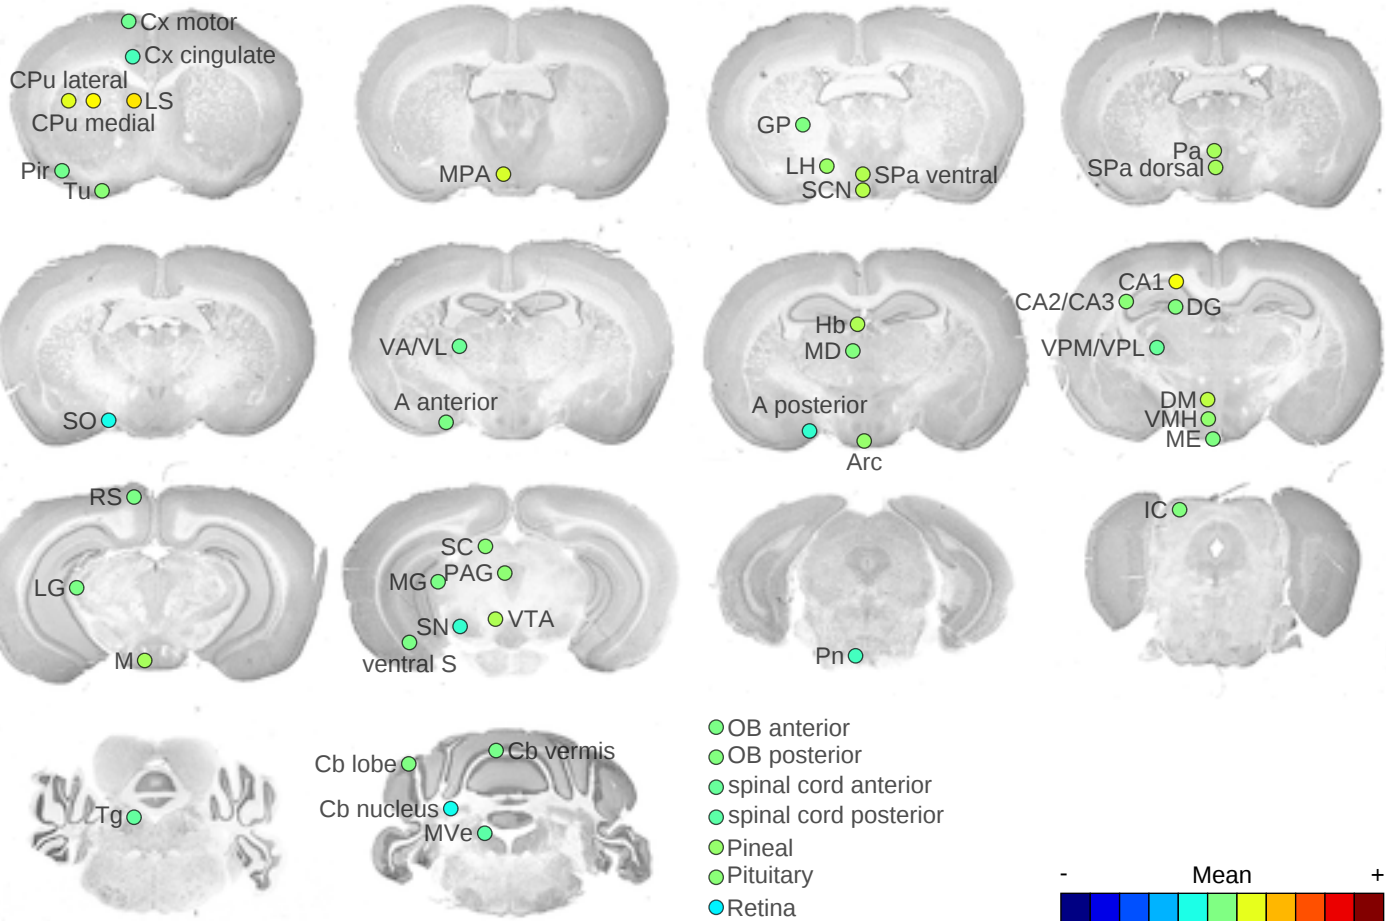 Cx motor
Cx cingulate
CPu lateral
LS
CPu medial
Pir
Tu
MPA
GP
LH
SPa ventral
SCN
Pa
SPa dorsal
SO
VA/VL
A anterior
Hb
MD
A posterior
Arc
CA1
CA2/CA3
DG
VPM/VPL
DM
VMH
ME
RS
LG
M
SC
MG
PAG
SN
VTA
ventral S
Pn
IC
Tg
Cb lobe
Cb vermis
Cb nucleus
MVe
OB anterior
OB posterior
spinal cord anterior
spinal cord posterior
Pineal
Pituitary
Retina
- Mean +